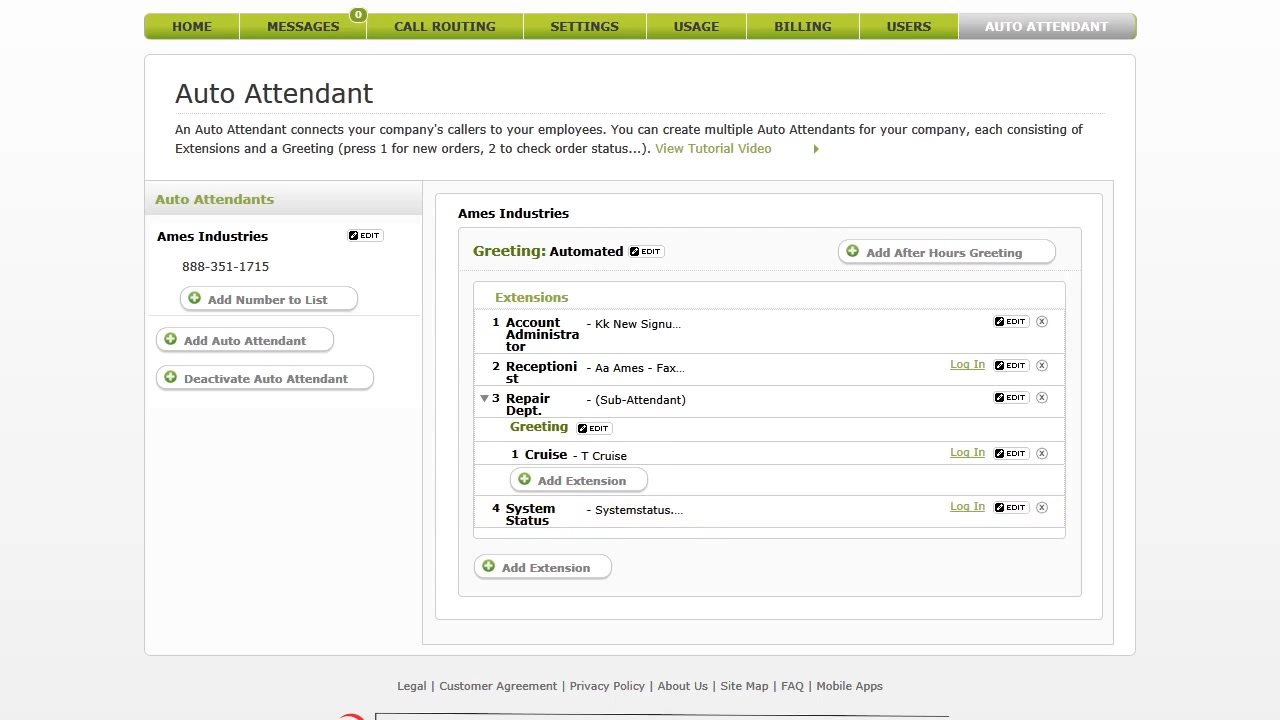 HOME MESSAGES 0 CALL ROUTING SETTINGS USAGE BILLING USERS AUTO ATTENDANT
Auto Attendant
An Auto Attendant connects your company's callers to your employees. You can create multiple Auto Attendants for your company, each consisting of
Extensions and a Greeting (press 1 for new orders, 2 to check order status...). View Tutorial Video
Auto Attendants
Ames Industries EDIT
888-351-1715
Add Number to List
Add Auto Attendant
Deactivate Auto Attendant
Ames Industries
Greeting: Automated EDIT Add After Hours Greeting
Extensions
1 Account - Kk New Signu... EDIT X
Administra
tor
2 Receptioni - Aa Ames - Fax... Log In EDIT X
st
3 Repair - (Sub-Attendant) EDIT X
Dept.
Greeting EDIT
1 Cruise - T Cruise Log In EDIT X
Add Extension
4 System - Systemstatus.... Log In EDIT X
Status
Add Extension
Legal | Customer Agreement | Privacy Policy | About Us | Site Map | FAQ | Mobile Apps